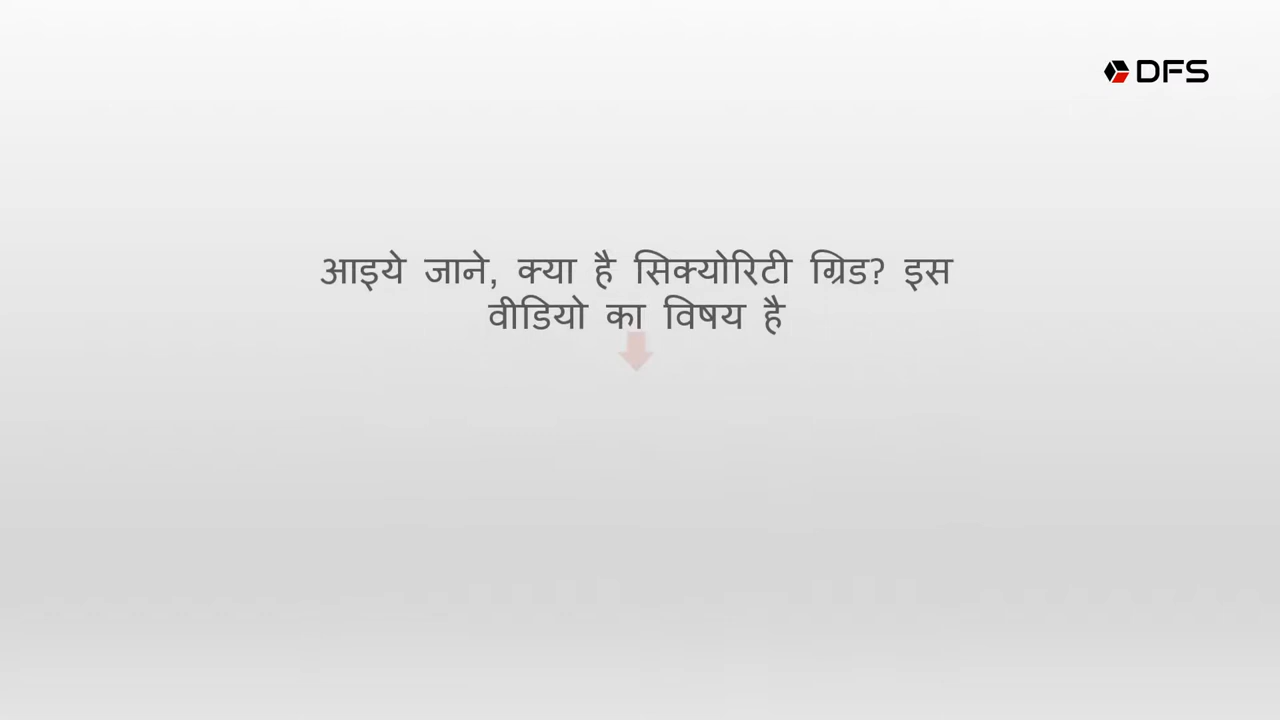 DFS
आइये जाने, क्या है सिक्योरिटी ग्रिड? इस
वीडियो का विषय है